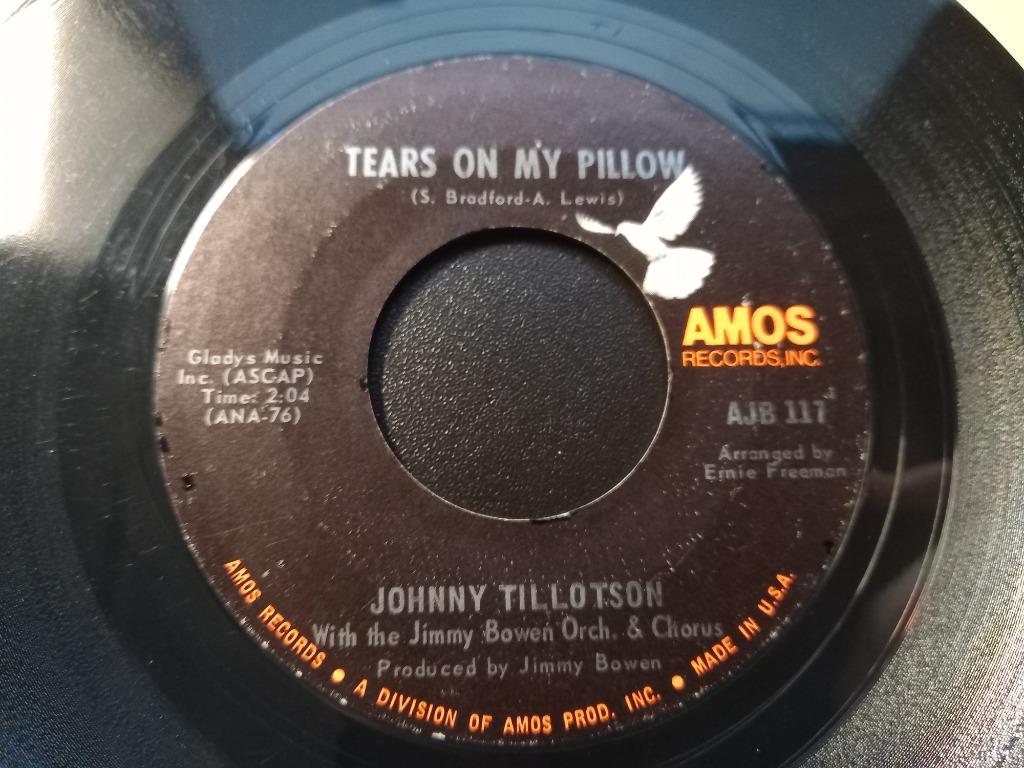 TEARS ON MY PILLOW
(S. Bradford-A. Lewis)
AMOS
RECORDS, INC.
Gladys Music
Inc. (ASCAP)
Time: 2:04
(ANA-76)
AJB 117
Arranged by
Ernie Freeman
JOHNNY TILLOTSON
With the Jimmy Bowen Orch. & Chorus
Produced by Jimmy Bowen
AMOS RECORDS • A DIVISION OF AMOS PROD. INC. • MADE IN U.S.A.